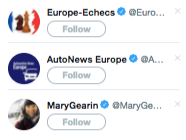 Europe-Echecs @Euro... ×
Follow
AutoNews Europe @A... ×
Follow
MaryGearin @MaryGe... ×
Follow